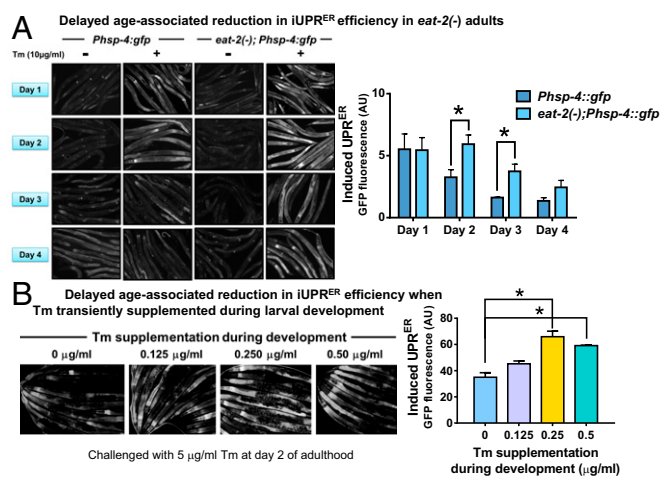 A
Delayed age-associated reduction in iUPRᴱᴿ efficiency in eat-2(-) adults
Phsp-4:gfp
eat-2(-); Phsp-4:gfp
Tm (10μg/ml) - + - +
Day 1
Day 2
Day 3
Day 4
Induced UPRᴱᴿ
GFP fluorescence (AU)
10
5
0
Phsp-4::gfp
eat-2(-);Phsp-4::gfp
* *
Day 1 Day 2 Day 3 Day 4
B
Delayed age-associated reduction in iUPRᴱᴿ efficiency when
Tm transiently supplemented during larval development
Tm supplementation during development
0 μg/ml 0.125 μg/ml 0.250 μg/ml 0.50 μg/ml
Challenged with 5 μg/ml Tm at day 2 of adulthood
Induced UPRᴱᴿ
GFP fluorescence (AU)
80
60
40
20
0
*
*
0 0.125 0.25 0.5
Tm supplementation
during development (μg/ml)